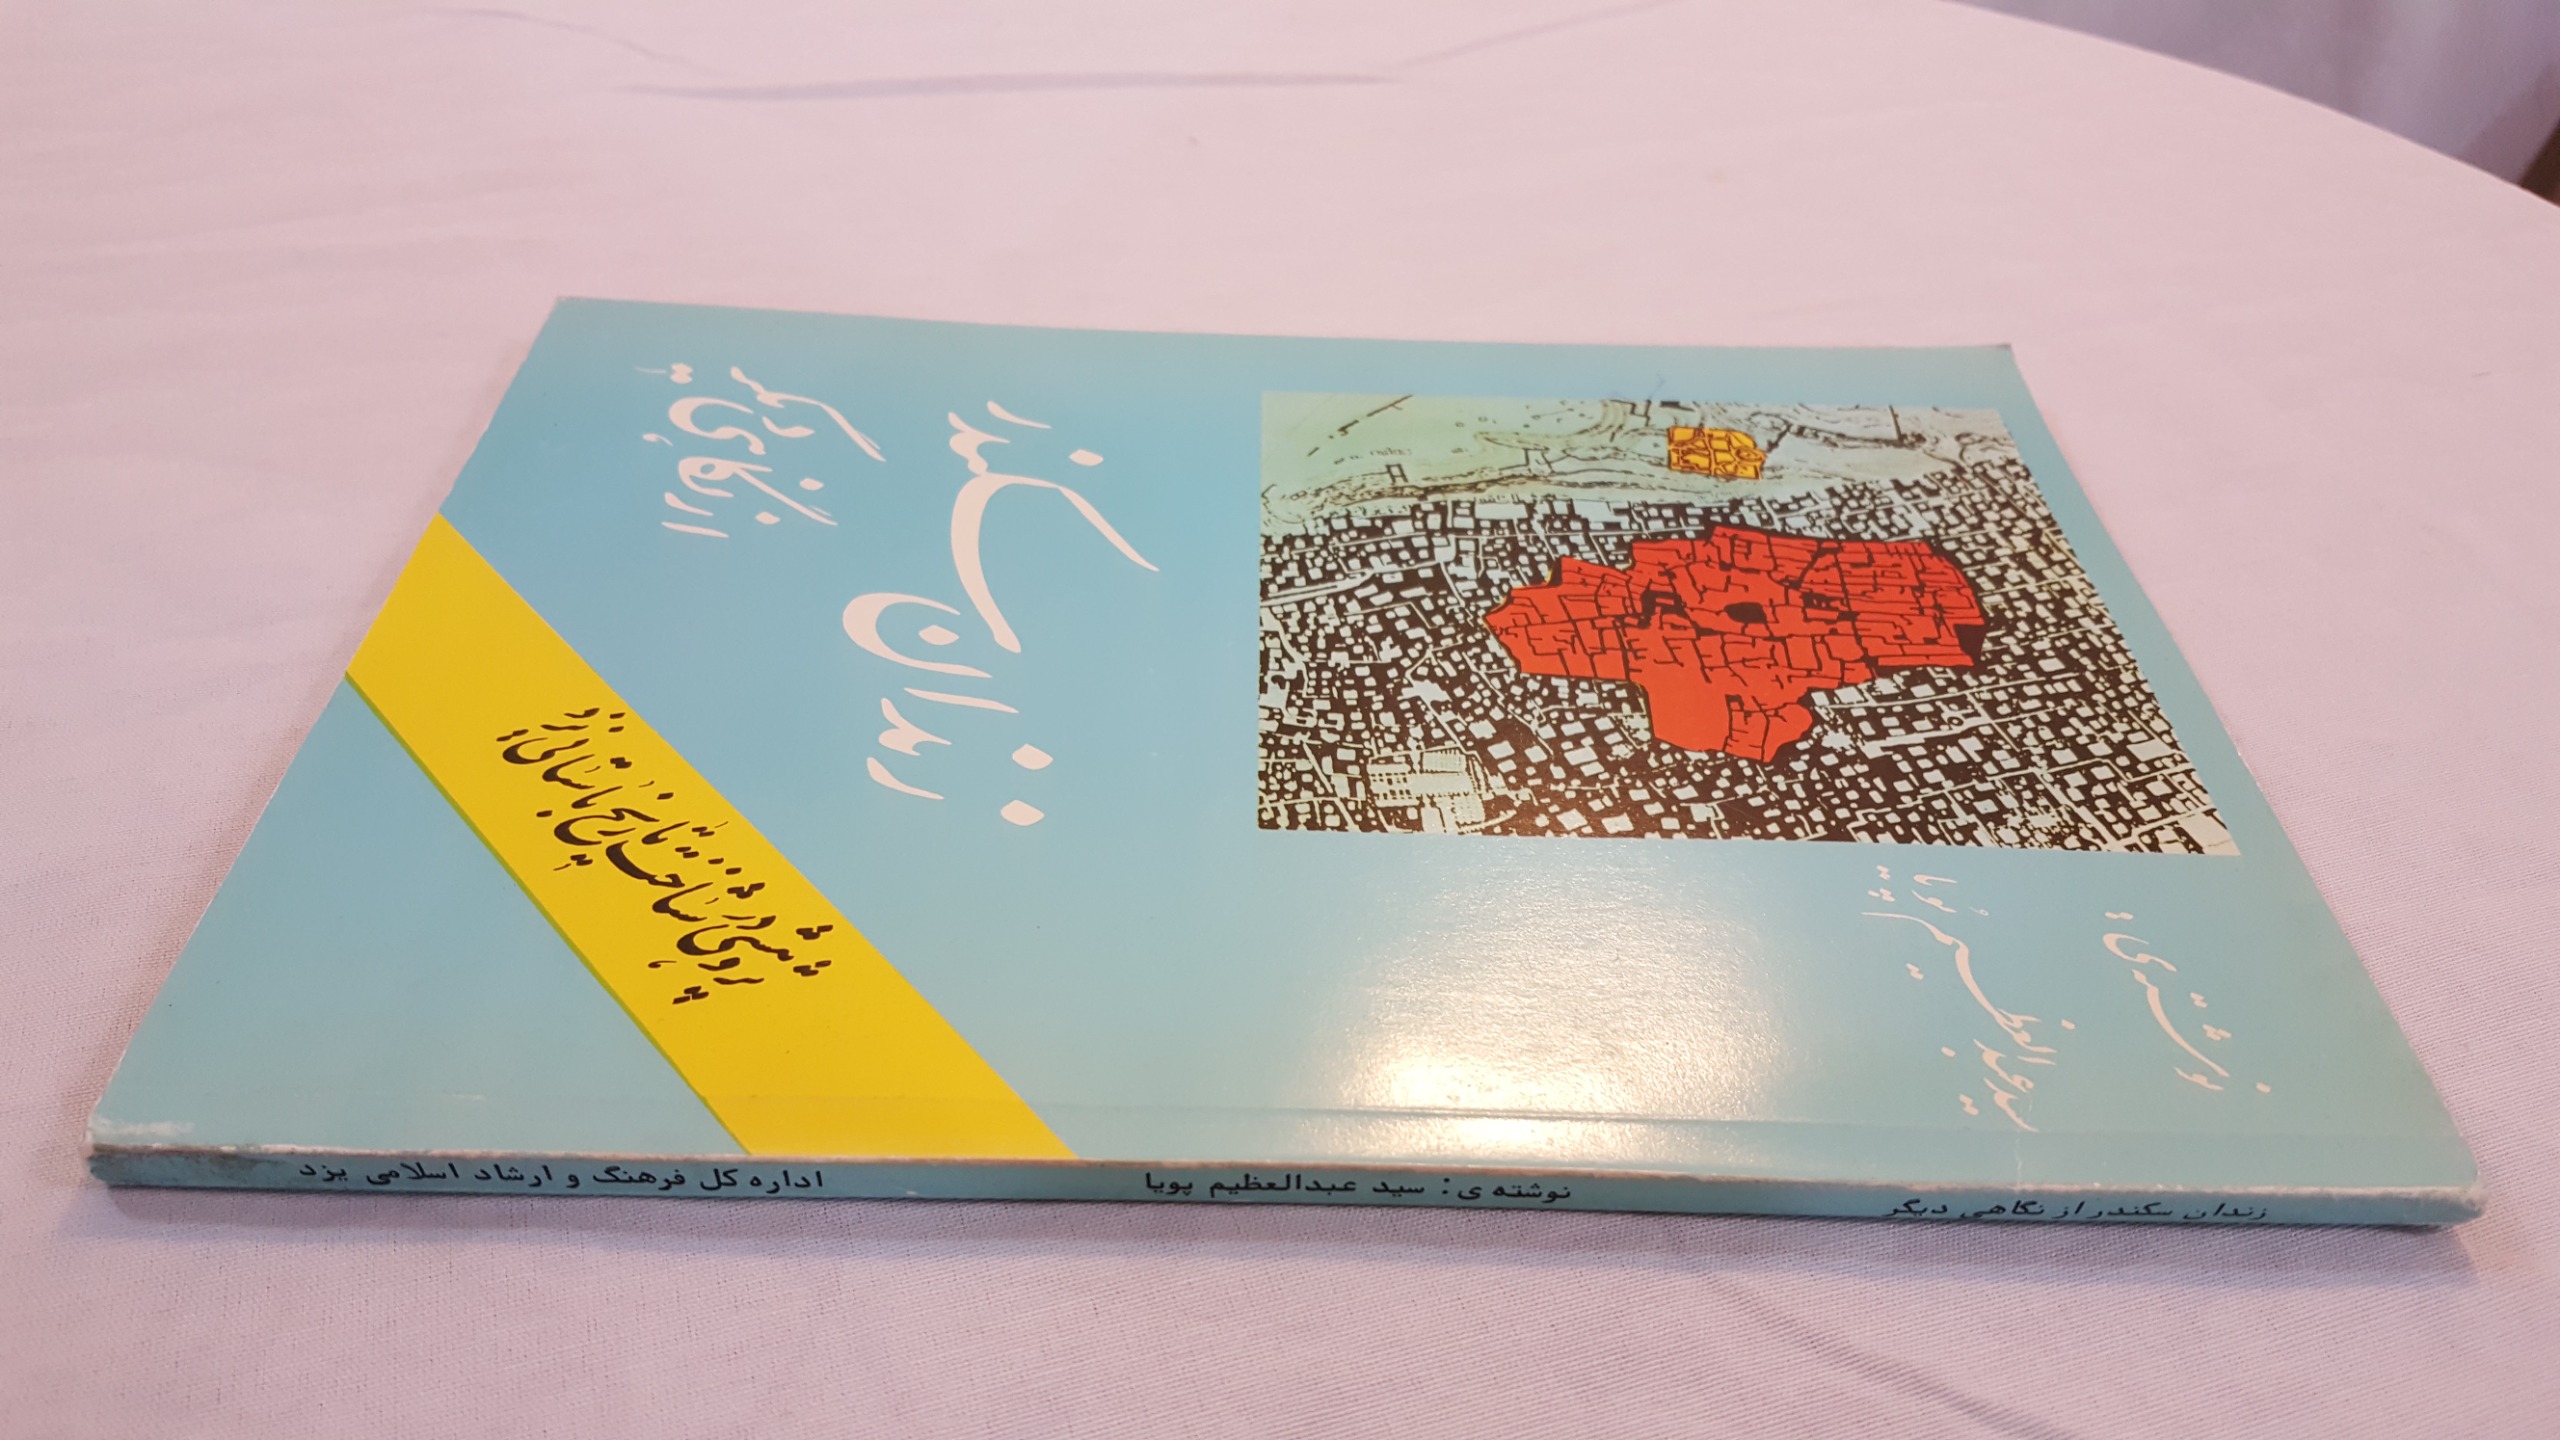 زندان سکندر
از نگاهی دیگر
پژوهشی در شناخت تاریخ باستانی یزد
نوشته‌ی:
سید عبدالعظیم پویا
زندان سکندر از نگاهی دیگر
نوشته ی: سید عبدالعظیم پویا
اداره کل فرهنگ و ارشاد اسلامی یزد